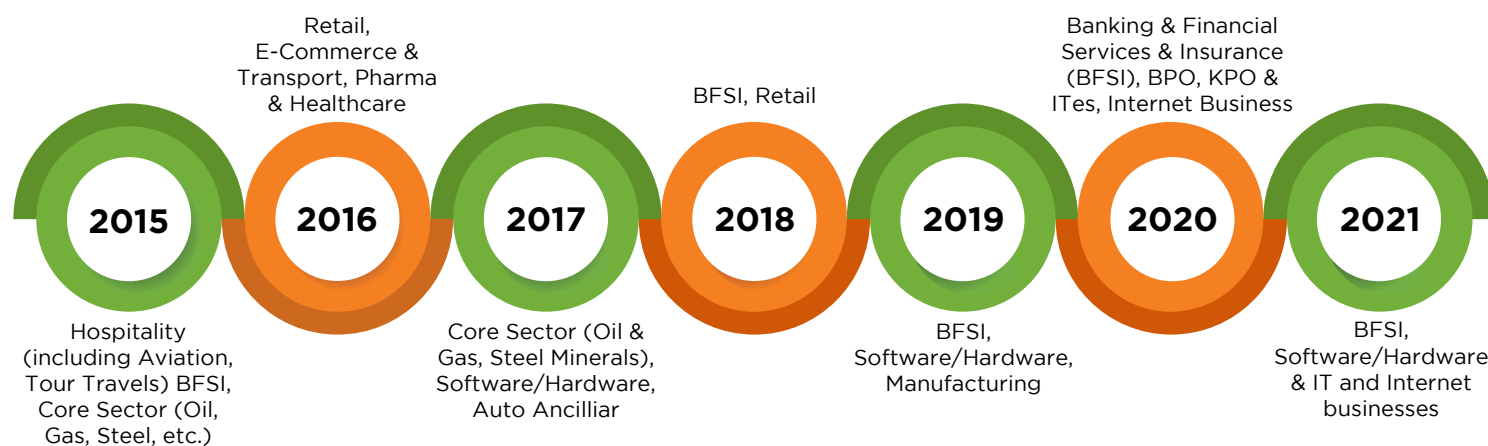 Retail,
E-Commerce &
Transport, Pharma
& Healthcare
BFSI, Retail
Banking & Financial
Services & Insurance
(BFSI), BPO, KPO &
ITes, Internet Business
2015
2016
2017
2018
2019
2020
2021
Hospitality
(including Aviation,
Tour Travels) BFSI,
Core Sector (Oil,
Gas, Steel, etc.)
Core Sector (Oil &
Gas, Steel Minerals),
Software/Hardware,
Auto Ancilliar
BFSI,
Software/Hardware,
Manufacturing
BFSI,
Software/Hardware
& IT and Internet
businesses